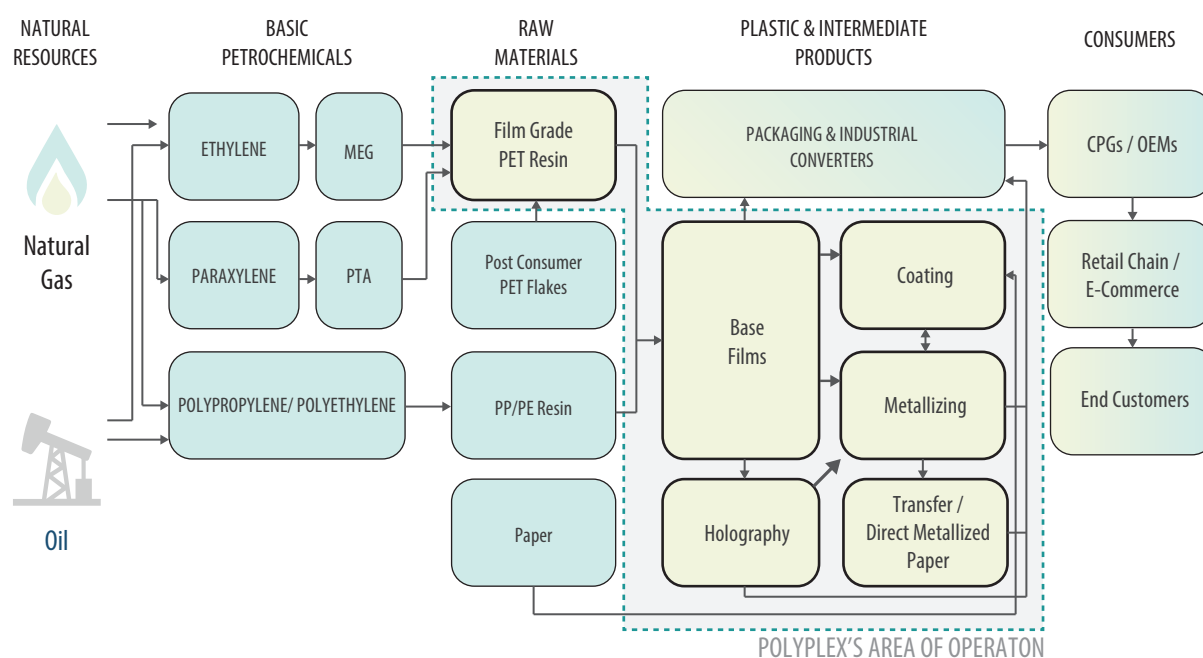 NATURAL
RESOURCES
BASIC
PETROCHEMICALS
RAW
MATERIALS
PLASTIC & INTERMEDIATE
PRODUCTS
CONSUMERS
Natural
Gas
Oil
ETHYLENE
MEG
PARAXYLENE
PTA
POLYPROPYLENE/ POLYETHYLENE
Film Grade
PET Resin
Post Consumer
PET Flakes
PP/PE Resin
Paper
PACKAGING & INDUSTRIAL
CONVERTERS
Base
Films
Coating
Metallizing
Holography
Transfer /
Direct Metallized
Paper
CPGs / OEMs
Retail Chain /
E-Commerce
End Customers
POLYPLEX'S AREA OF OPERATON